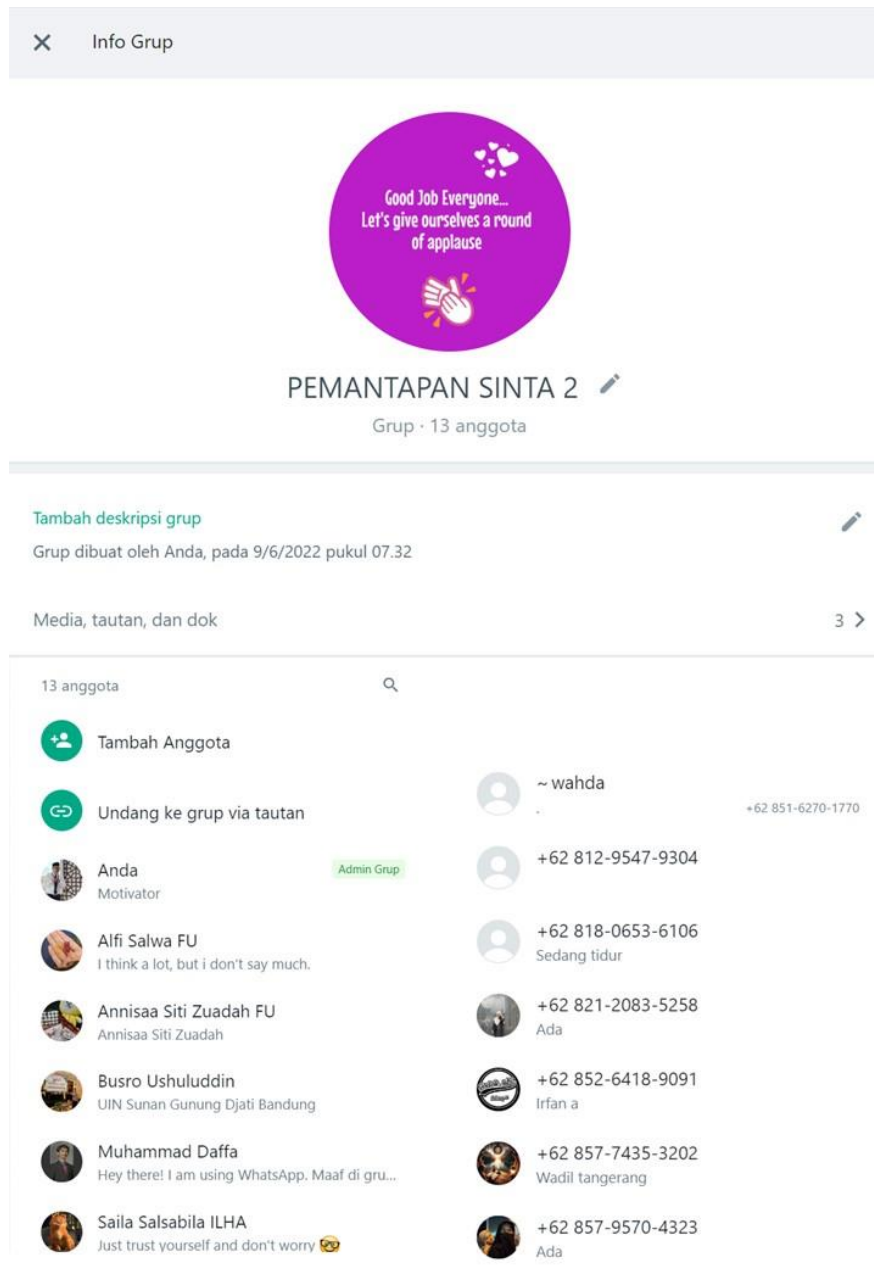 Info Grup
Good Job Everyone...
Let's give ourselves a round
of applause
PEMANTAPAN SINTA 2
Grup · 13 anggota
Tambah deskripsi grup
Grup dibuat oleh Anda, pada 9/6/2022 pukul 07.32
Media, tautan, dan dok 3
13 anggota
Tambah Anggota
Undang ke grup via tautan
Anda Admin Grup
Motivator
Alfi Salwa FU
I think a lot, but i don't say much.
Annisaa Siti Zuadah FU
Annisaa Siti Zuadah
Busro Ushuluddin
UIN Sunan Gunung Djati Bandung
Muhammad Daffa
Hey there! I am using WhatsApp. Maaf di gru...
Saila Salsabila ILHA
Just trust yourself and don't worry 🤓
~ wahda
. +62 851-6270-1770
+62 812-9547-9304
+62 818-0653-6106
Sedang tidur
+62 821-2083-5258
Ada
+62 852-6418-9091
Irfan a
+62 857-7435-3202
Wadil tangerang
+62 857-9570-4323
Ada